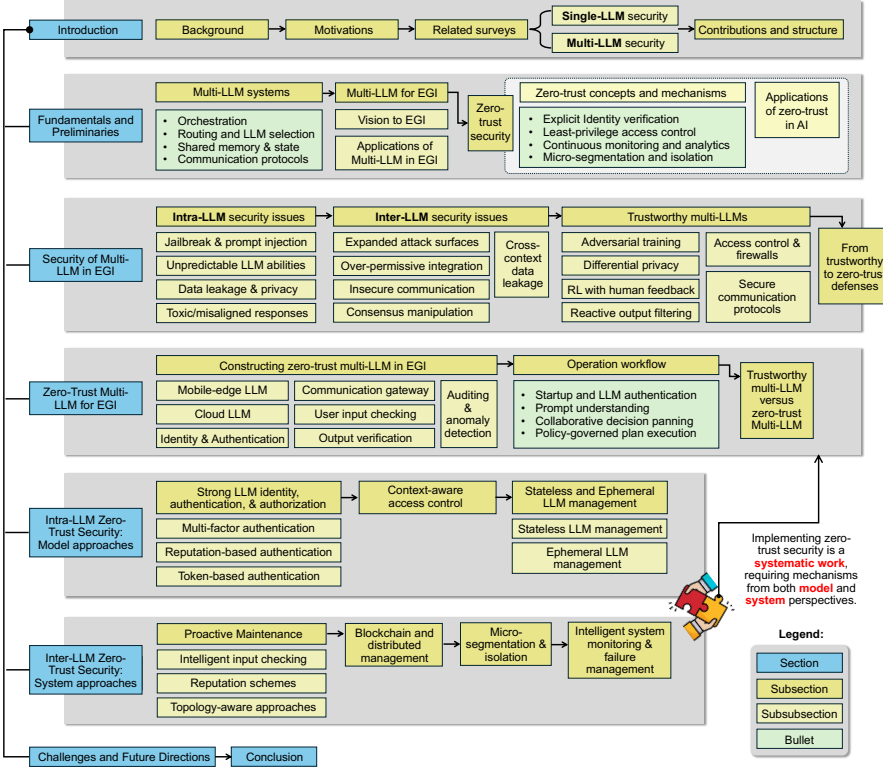 Introduction
Background
Motivations
Related surveys
Single-LLM security
Multi-LLM security
Contributions and structure
Fundamentals and
Preliminaries
Multi-LLM systems
• Orchestration
• Routing and LLM selection
• Shared memory & state
• Communication protocols
Multi-LLM for EGI
Vision to EGI
Applications of
Multi-LLM in EGI
Zero-
trust
security
Zero-trust concepts and mechanisms
• Explicit Identity verification
• Least-privilege access control
• Continuous monitoring and analytics
• Micro-segmentation and isolation
Applications
of zero-trust
in AI
Security of Multi-
LLM in EGI
Intra-LLM security issues
Jailbreak & prompt injection
Unpredictable LLM abilities
Data leakage & privacy
Toxic/misaligned responses
Inter-LLM security issues
Expanded attack surfaces
Over-permissive integration
Insecure communication
Consensus manipulation
Cross-
context
data
leakage
Trustworthy multi-LLMs
Adversarial training
Differential privacy
RL with human feedback
Reactive output filtering
Access control &
firewalls
Secure
communication
protocols
From
trustworthy
to zero-trust
defenses
Zero-Trust Multi-
LLM for EGI
Constructing zero-trust multi-LLM in EGI
Mobile-edge LLM
Cloud LLM
Identity & Authentication
Communication gateway
User input checking
Output verification
Auditing
&
anomaly
detection
Operation workflow
• Startup and LLM authentication
• Prompt understanding
• Collaborative decision panning
• Policy-governed plan execution
Trustworthy
multi-LLM
versus
zero-trust
Multi-LLM
Intra-LLM Zero-
Trust Security:
Model approaches
Strong LLM identity,
authentication, & authorization
Multi-factor authentication
Reputation-based authentication
Token-based authentication
Context-aware
access control
Stateless and Ephemeral
LLM management
Stateless LLM management
Ephemeral LLM
management
Implementing zero-
trust security is a
systematic work,
requiring mechanisms
from both model and
system perspectives.
Inter-LLM Zero-
Trust Security:
System approaches
Proactive Maintenance
Intelligent input checking
Reputation schemes
Topology-aware approaches
Blockchain and
distributed
management
Micro-
segmentation &
isolation
Intelligent system
monitoring &
failure
management
Legend:
Section
Subsection
Subsubsection
Bullet
Challenges and Future Directions
Conclusion